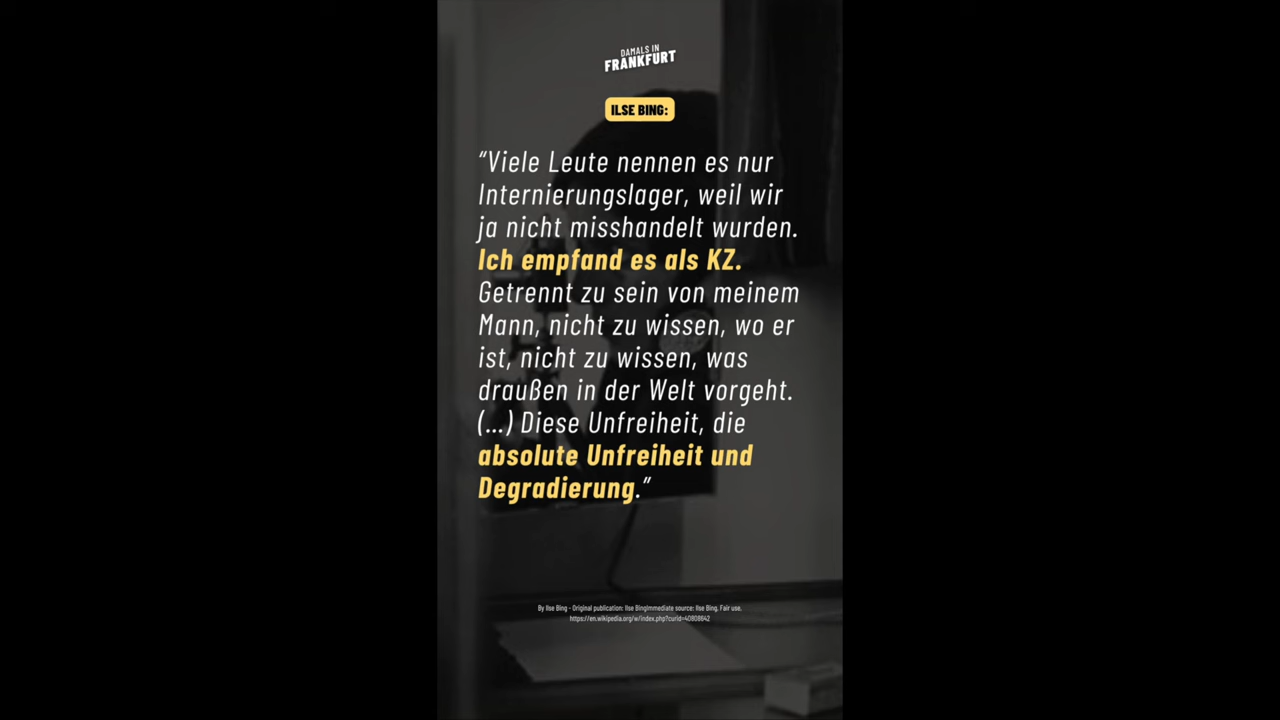 DAMALS IN
FRANKFURT
ILSE BING:
“Viele Leute nennen es nur
Internierungslager, weil wir
ja nicht misshandelt wurden.
Ich empfand es als KZ.
Getrennt zu sein von meinem
Mann, nicht zu wissen, wo er
ist, nicht zu wissen, was
draußen in der Welt vorgeht.
(...) Diese Unfreiheit, die
absolute Unfreiheit und
Degradierung.”
By Ilse Bing - Original publication: Ilse BingImmediate source: Ilse Bing, Fair use,
https://en.wikipedia.org/w/index.php?curid=40808642